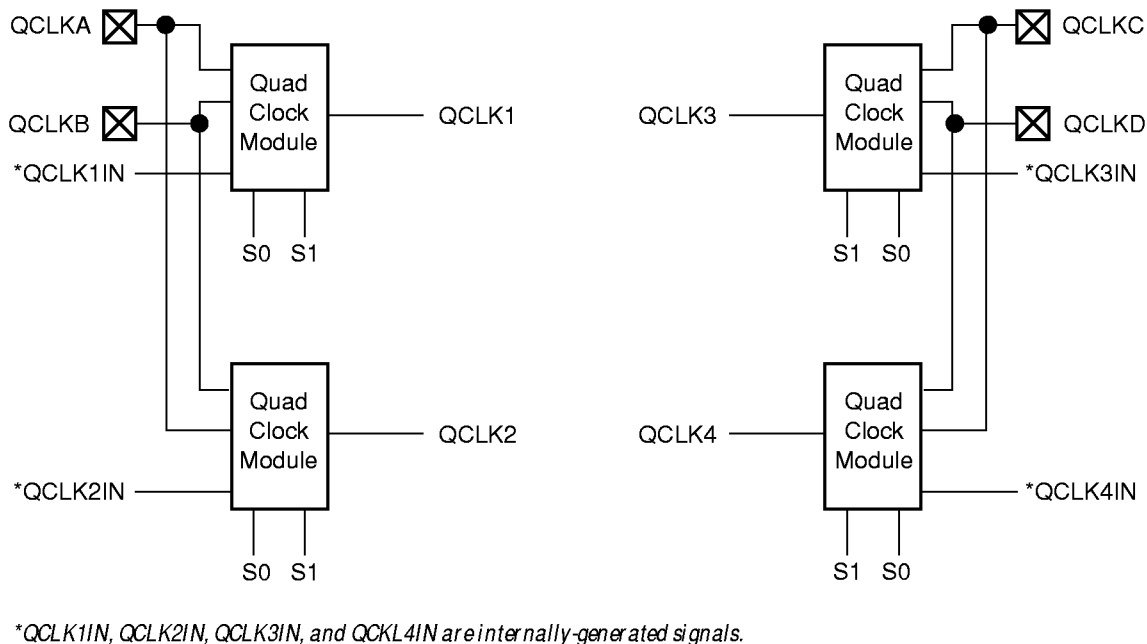 QCLKA
QCLKC
Quad
Clock
Module
Quad
Clock
Module
QCLKB
QCLK1
QCLK3
QCLKD
*QCLK1IN
*QCLK3IN
S0 S1
S1 S0
Quad
Clock
Module
Quad
Clock
Module
QCLK2
QCLK4
*QCLK2IN
*QCLK4IN
S0 S1
S1 S0
*QCLK1IN, QCLK2IN, QCLK3IN, and QCKL4IN are internally-generated signals.